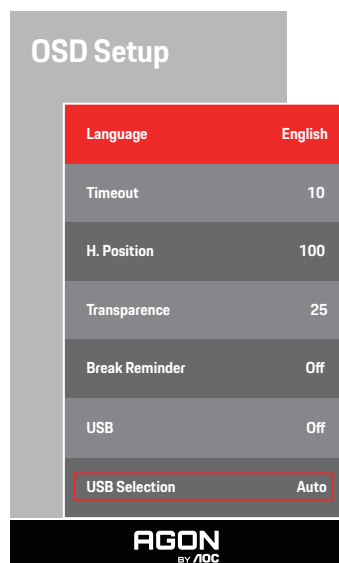 OSD Setup
Language English
Timeout 10
H. Position 100
Transparence 25
Break Reminder Off
USB Off
USB Selection Auto
AGON
BY AOC